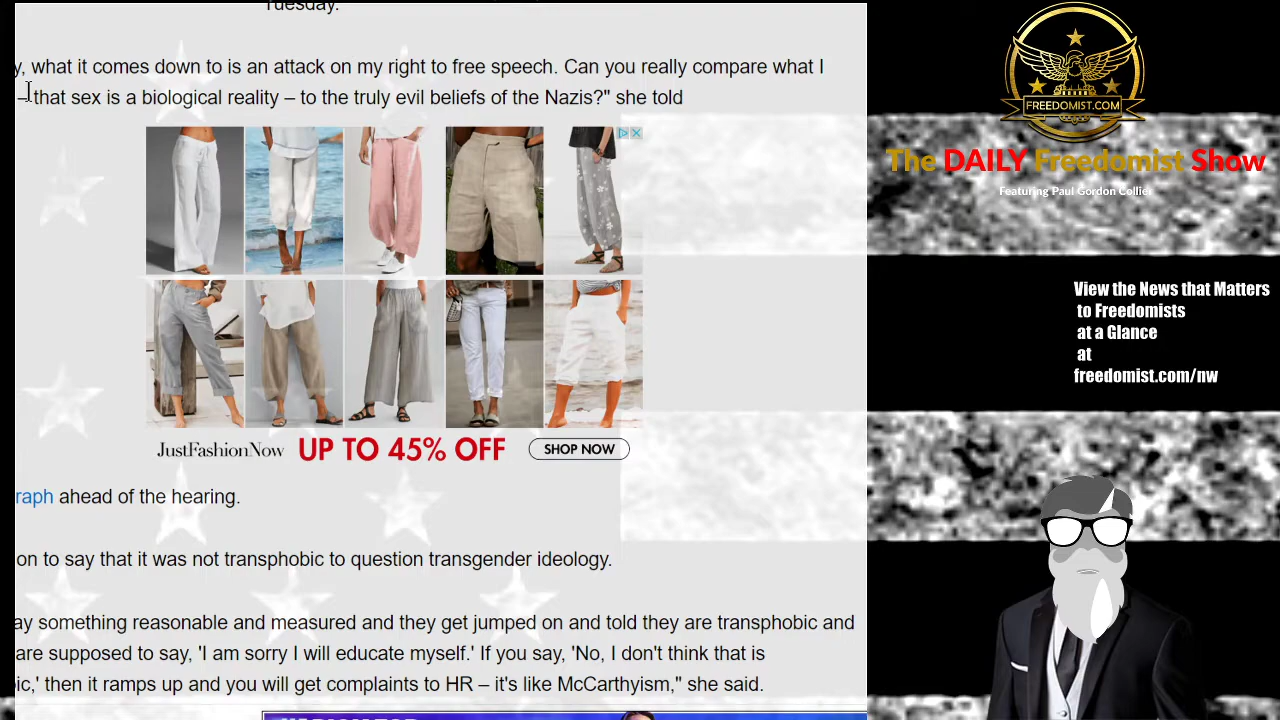 Tuesday.
y, what it comes down to is an attack on my right to free speech. Can you really compare what I
– that sex is a biological reality – to the truly evil beliefs of the Nazis?" she told
JUSTFASHIONNOW UP TO 45% OFF SHOP NOW
raph ahead of the hearing.
on to say that it was not transphobic to question transgender ideology.
ay something reasonable and measured and they get jumped on and told they are transphobic and
are supposed to say, 'I am sorry I will educate myself.' If you say, 'No, I don't think that is
ic,' then it ramps up and you will get complaints to HR – it's like McCarthyism," she said.
FREEDOMIST.COM
The DAILY Freedomist Show
Featuring Paul Gordon Collier
View the News that Matters
to Freedomists
at a Glance
at
freedomist.com/nw